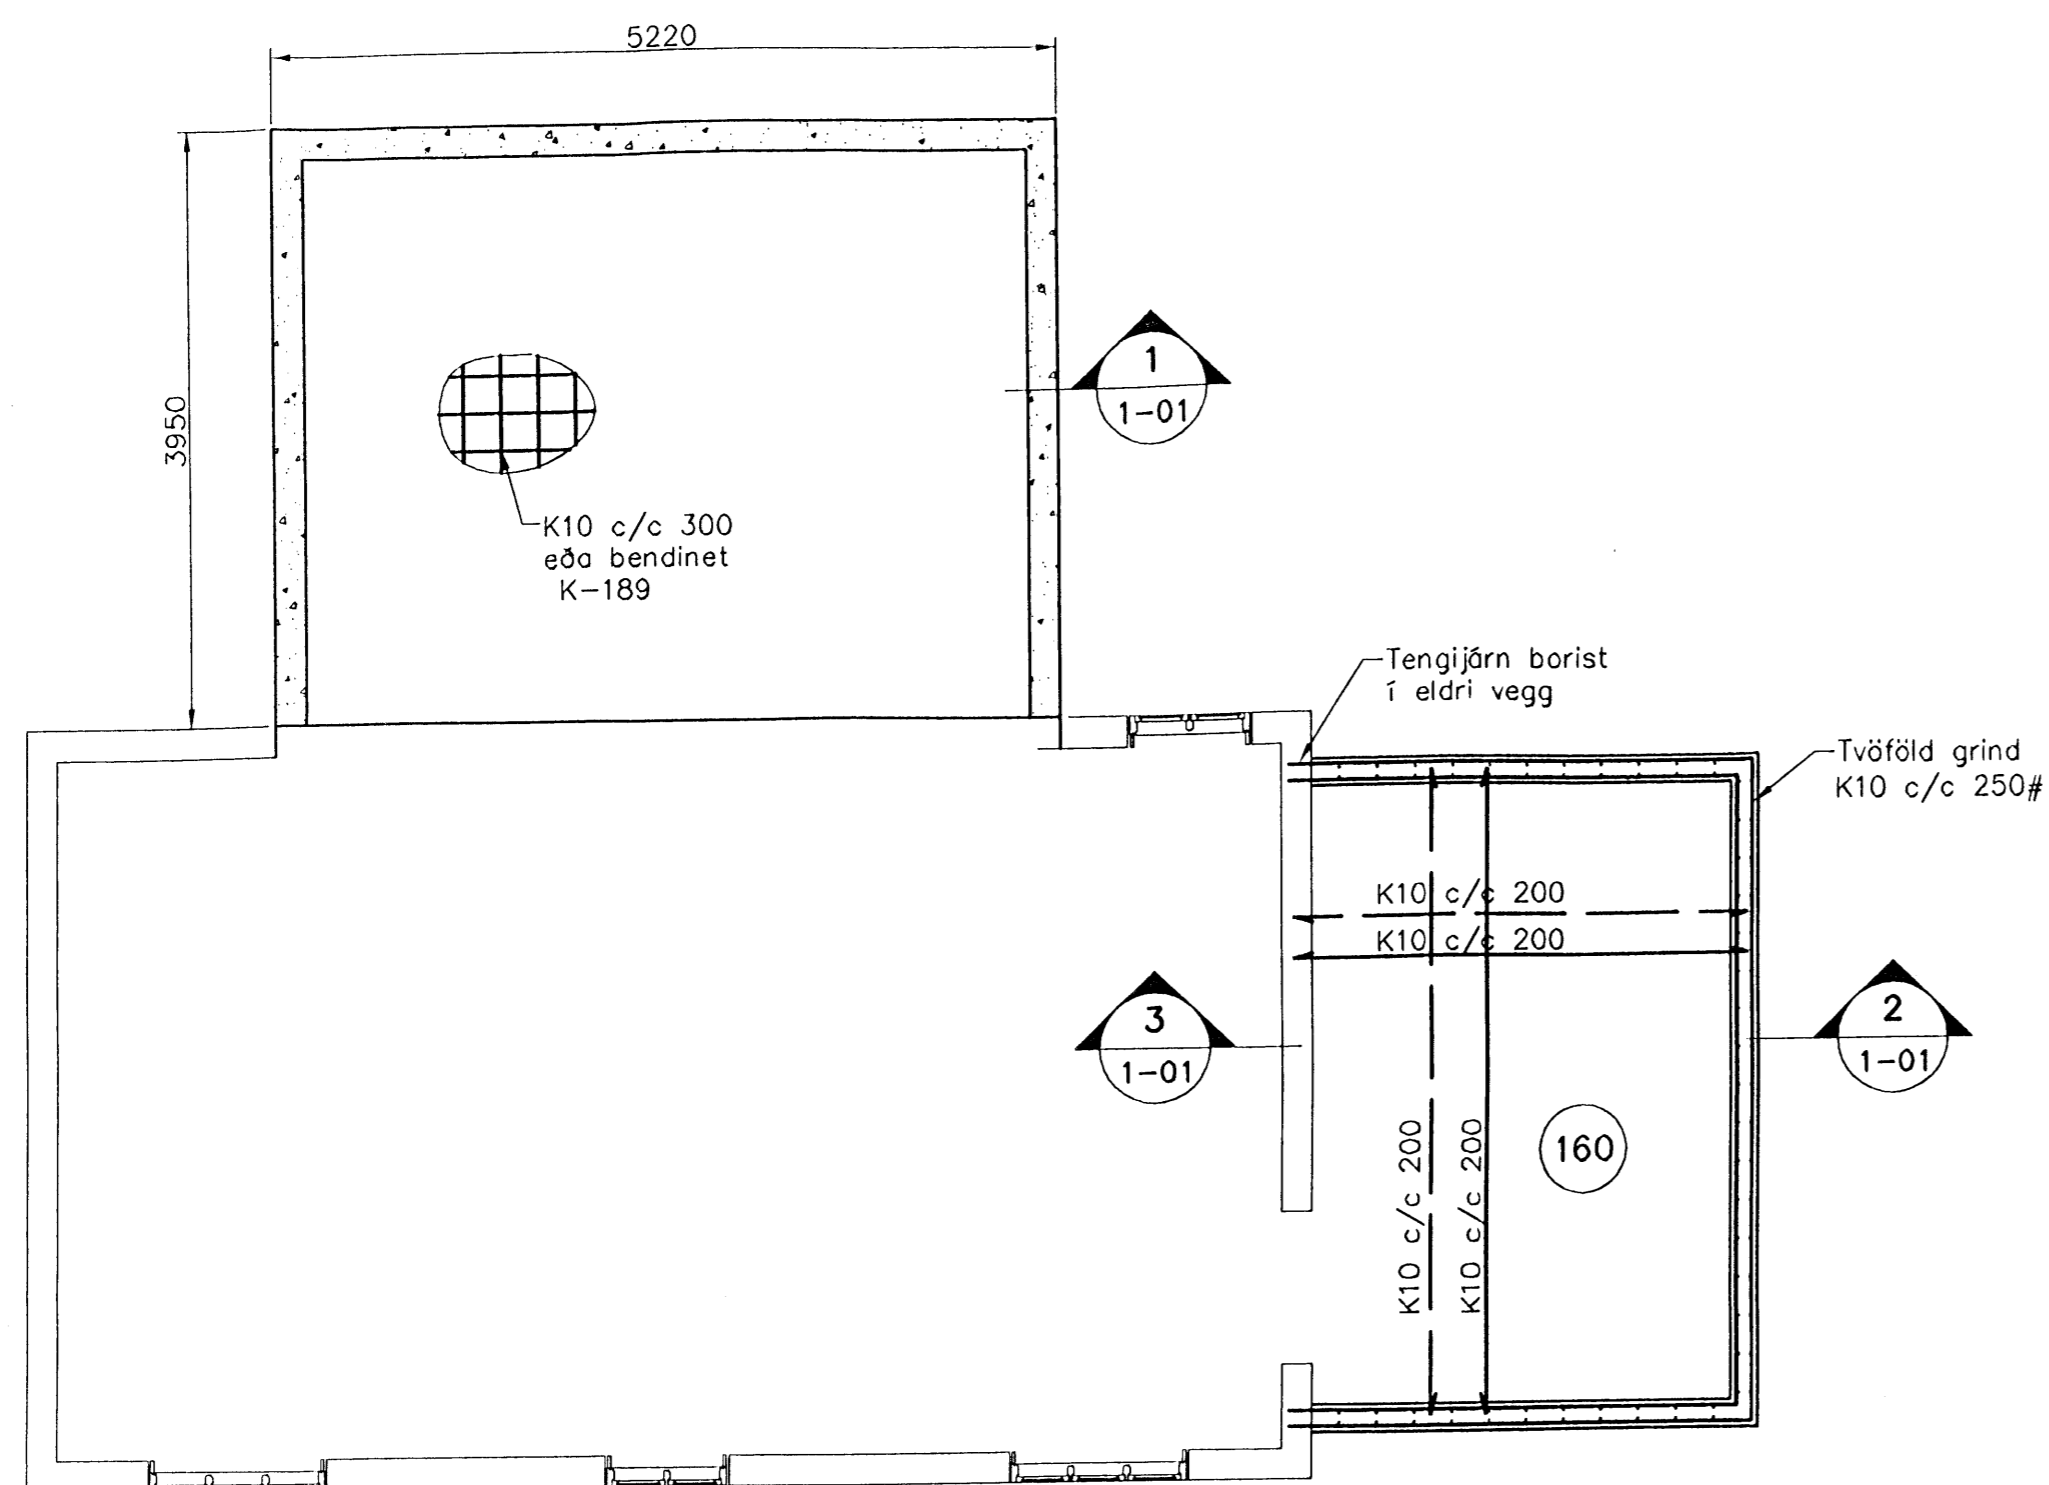 5220
3950
1
1-01
K10 c/c 300
eða bendinet
K-189
Tengijárn borist
í eldri vegg
Tvöföld grind
K10 c/c 250#
K10 c/c 200
K10 c/c 200
3
1-01
2
1-01
K10 c/c 200
K10 c/c 200
160